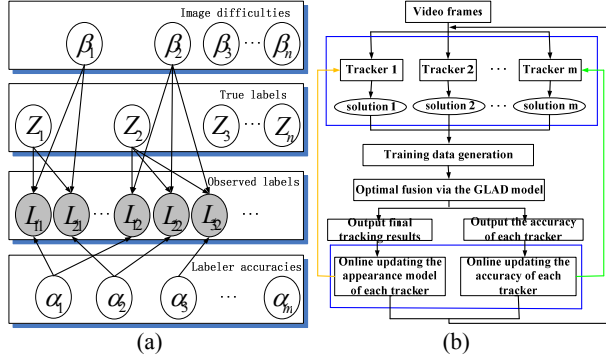 Image difficulties
β1 β2 β3 ··· βn
True labels
Z1 Z2 Z3 ··· Zn
Observed labels
L11 L21 ··· L12 L22 L32 ···
Labeler accuracies
α1 α2 α3 ··· αm
(a)
Video frames
Tracker 1 Tracker 2 ··· Tracker m
solution 1 solution 2 ··· solution m
Training data generation
Optimal fusion via the GLAD model
Output final
tracking results
Output the accuracy
of each tracker
Online updating the
appearance model
of each tracker
Online updating the
accuracy of each
tracker
(b)